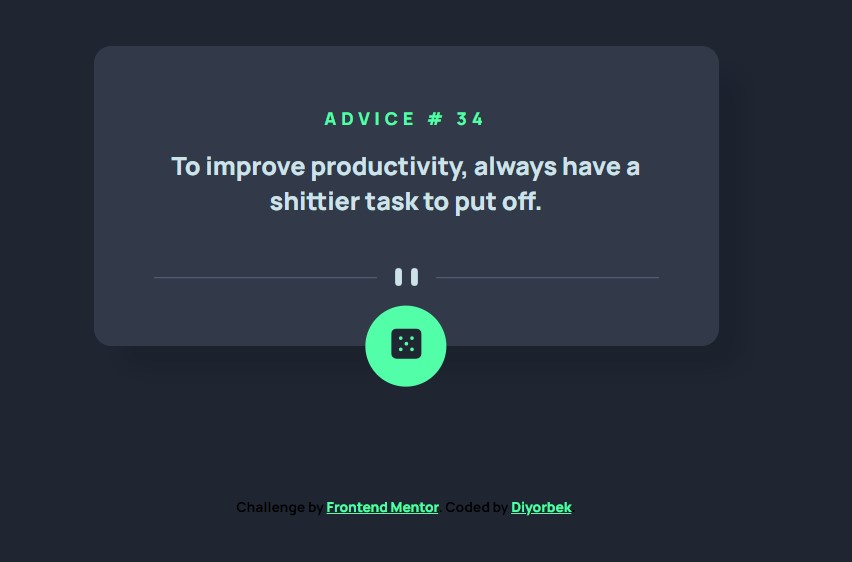 ADVICE # 34
To improve productivity, always have a
shittier task to put off.
Challenge by Frontend Mentor. Coded by Diyorbek.